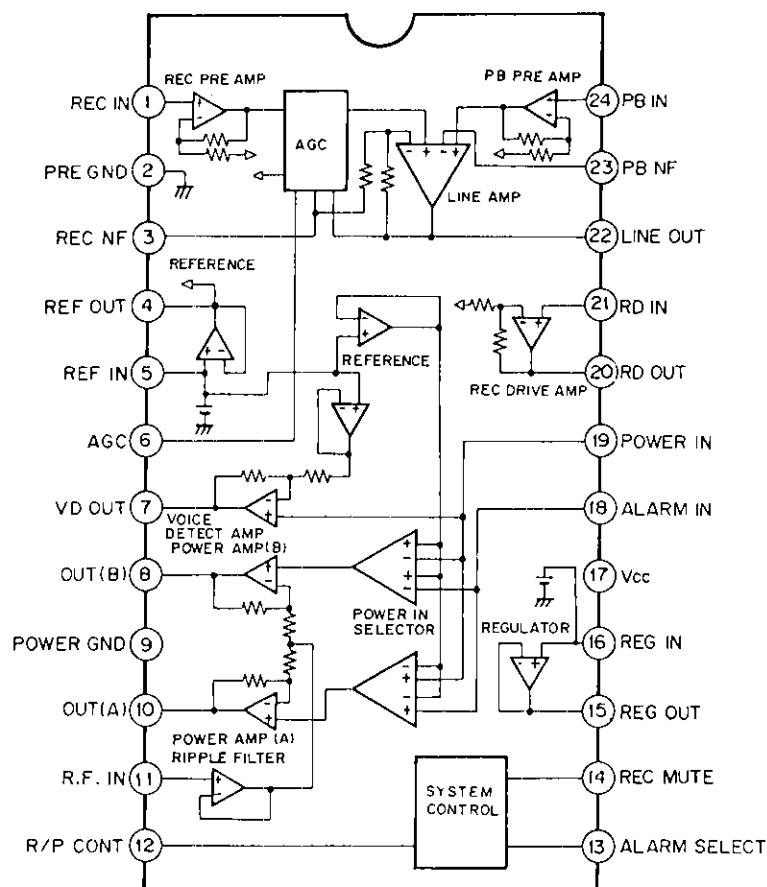 REC IN 1
REC PRE AMP
AGC
PB PRE AMP
24 PB IN
PRE GND 2
23 PB NF
LINE AMP
REC NF 3
22 LINE OUT
REFERENCE
REF OUT 4
21 RD IN
REFERENCE
REF IN 5
20 RD OUT
REC DRIVE AMP
AGC 6
19 POWER IN
VD OUT 7
18 ALARM IN
VOICE
DETECT AMP
POWER AMP(B)
OUT(B) 8
17 Vcc
POWER IN
SELECTOR
REGULATOR
POWER GND 9
16 REG IN
OUT(A) 10
15 REG OUT
POWER AMP (A)
RIPPLE FILTER
R.F. IN 11
SYSTEM
CONTROL
14 REC MUTE
R/P CONT 12
13 ALARM SELECT